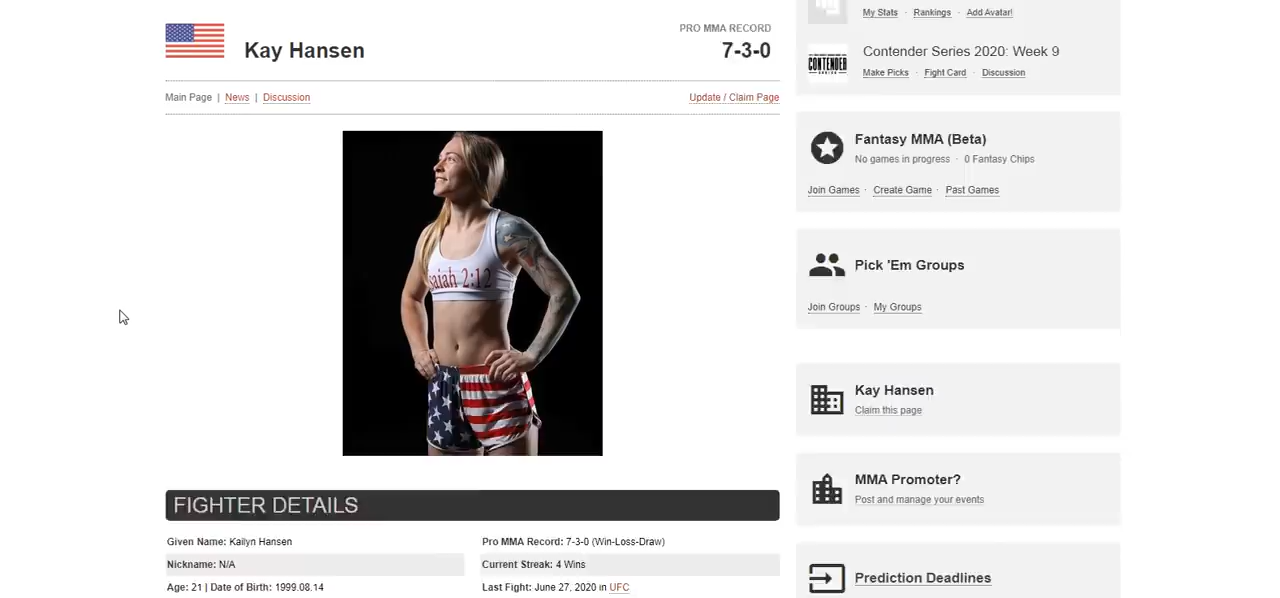 Kay Hansen
PRO MMA RECORD
7-3-0
Main Page | News | Discussion
Update / Claim Page
saiah 2:12
FIGHTER DETAILS
Given Name: Kailyn Hansen
Pro MMA Record: 7-3-0 (Win-Loss-Draw)
Nickname: N/A
Current Streak: 4 Wins
Age: 21 | Date of Birth: 1999.08.14
Last Fight: June 27, 2020 in UFC
My Stats · Rankings · Add Avatar!
CONTENDER
SERIES
Contender Series 2020: Week 9
Make Picks · Fight Card · Discussion
Fantasy MMA (Beta)
No games in progress · 0 Fantasy Chips
Join Games · Create Game · Past Games
Pick 'Em Groups
Join Groups · My Groups
Kay Hansen
Claim this page
MMA Promoter?
Post and manage your events
Prediction Deadlines